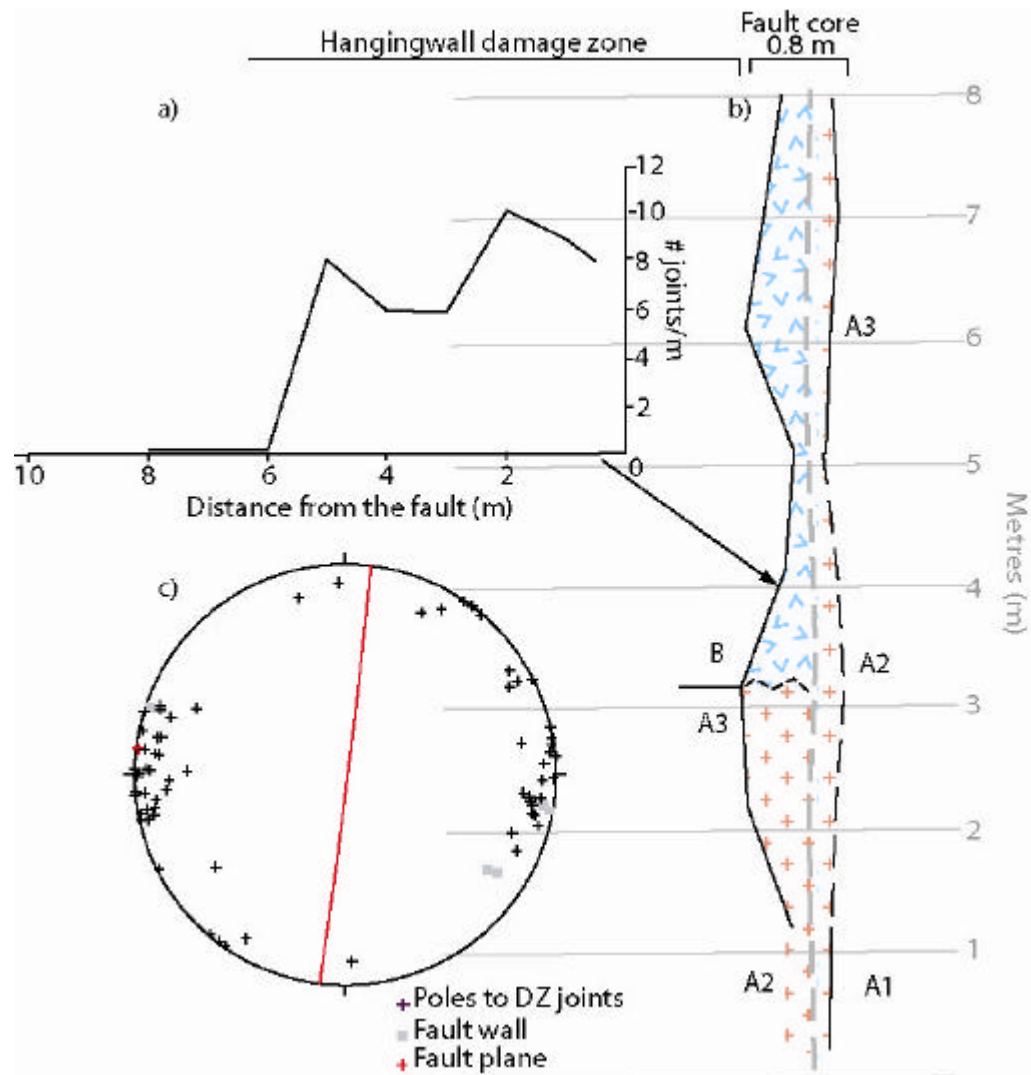 Hangingwall damage zone
Fault core
0.8 m
a)
b)
8
7
6
5
4
3
2
1
Metres (m)
12
10
8
6
4
2
0
# joints/m
10
8
6
4
2
Distance from the fault (m)
A3
B
A2
A3
A2
A1
c)
Poles to DZ joints
Fault wall
Fault plane